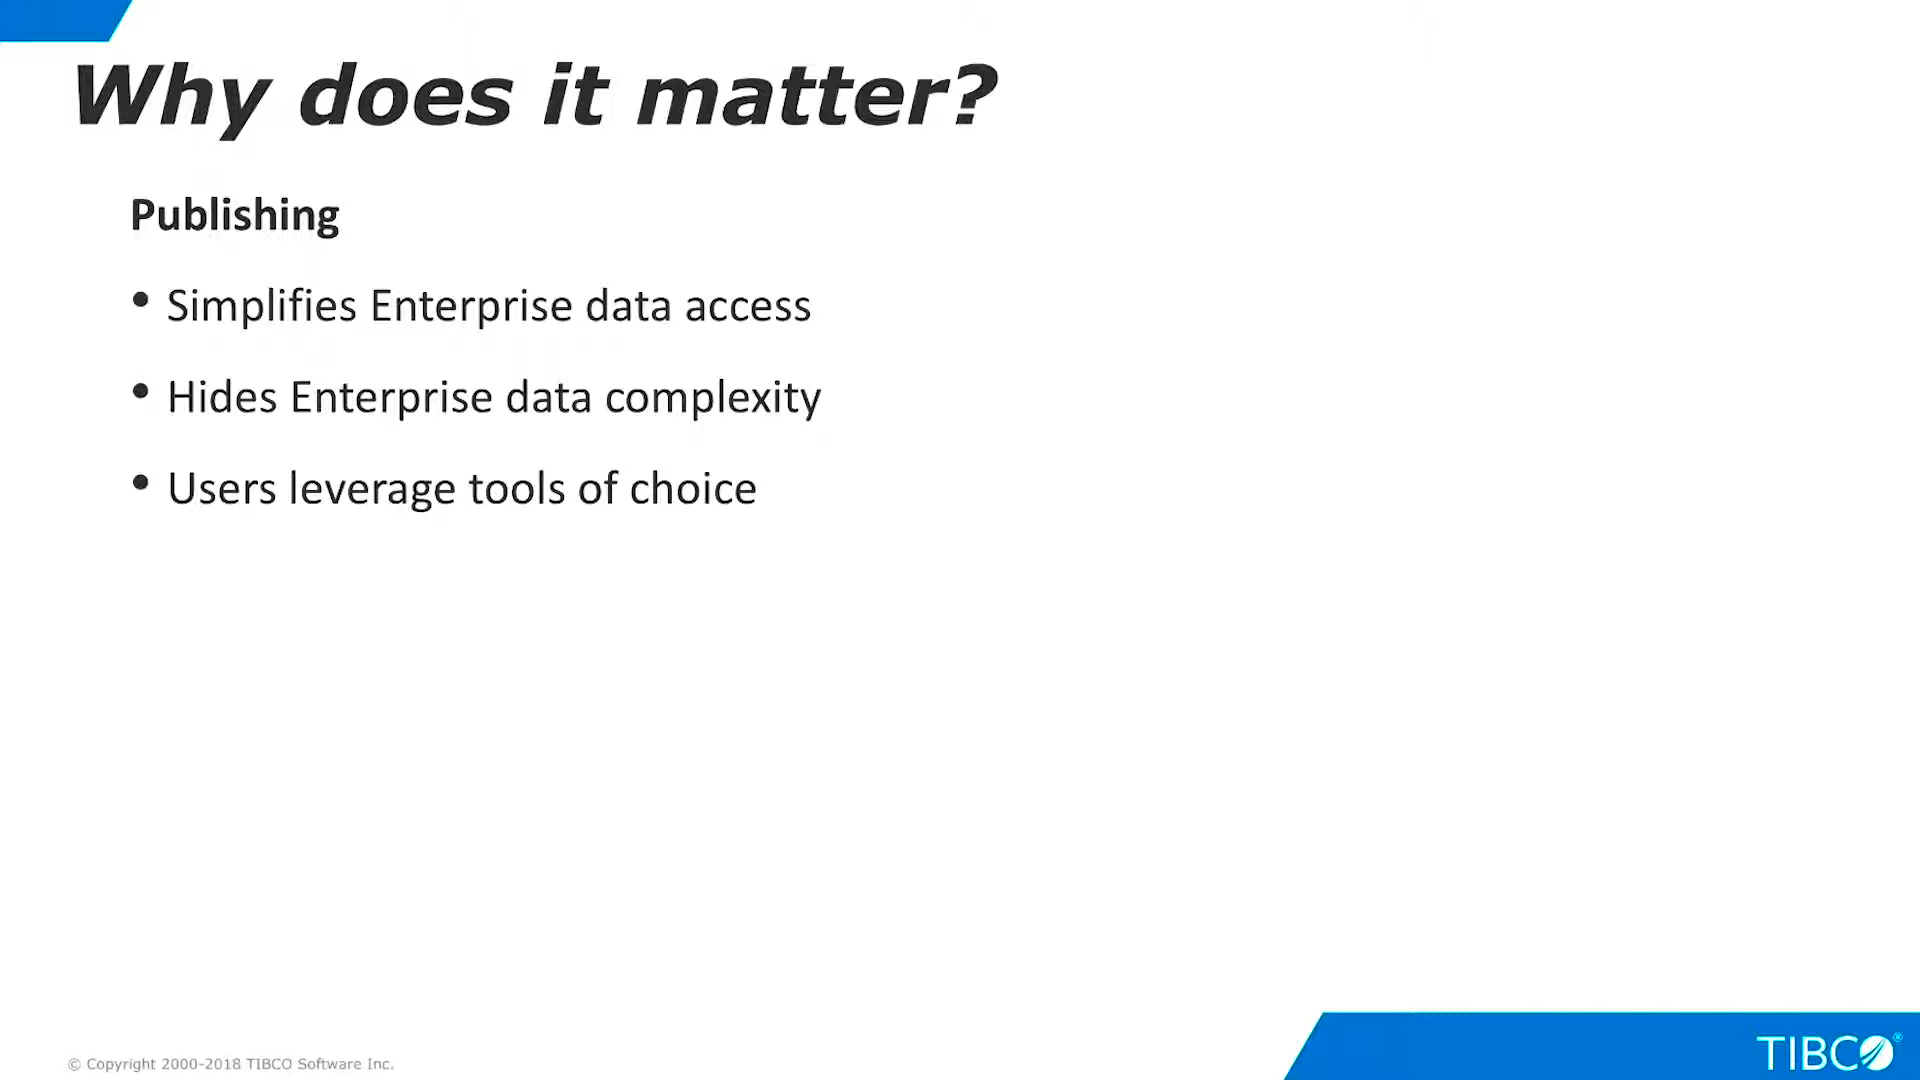 Why does it matter?
Publishing
• Simplifies Enterprise data access
• Hides Enterprise data complexity
• Users leverage tools of choice
© Copyright 2000-2018 TIBCO Software Inc.
TIBCO®